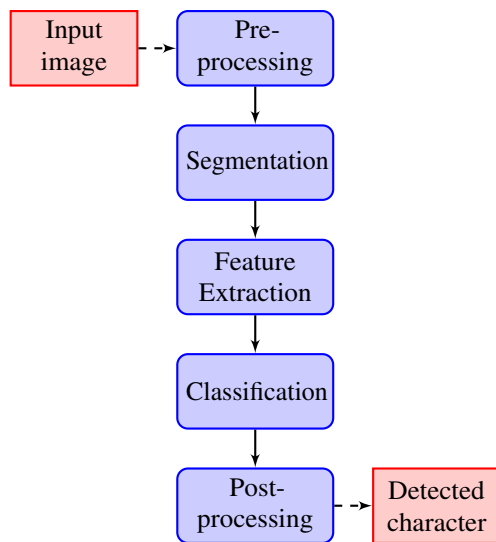 Input
image
Pre-
processing
Segmentation
Feature
Extraction
Classification
Post-
processing
Detected
character